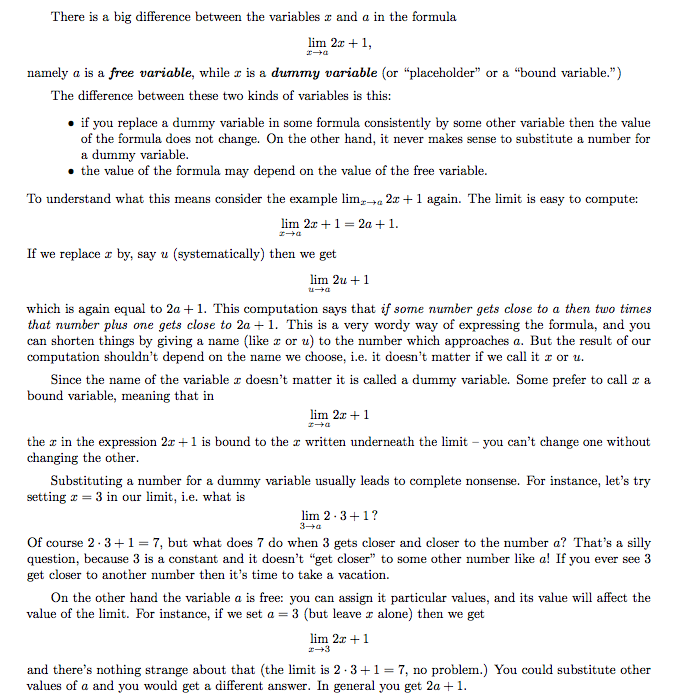 There is a big difference between the variables x and a in the formula
lim 2x + 1,
x→a
namely a is a free variable, while x is a dummy variable (or “placeholder” or a “bound variable.”)
The difference between these two kinds of variables is this:
• if you replace a dummy variable in some formula consistently by some other variable then the value
of the formula does not change. On the other hand, it never makes sense to substitute a number for
a dummy variable.
• the value of the formula may depend on the value of the free variable.
To understand what this means consider the example limx→a 2x + 1 again. The limit is easy to compute:
lim 2x + 1 = 2a + 1.
x→a
If we replace x by, say u (systematically) then we get
lim 2u + 1
u→a
which is again equal to 2a + 1. This computation says that if some number gets close to a then two times
that number plus one gets close to 2a + 1. This is a very wordy way of expressing the formula, and you
can shorten things by giving a name (like x or u) to the number which approaches a. But the result of our
computation shouldn’t depend on the name we choose, i.e. it doesn’t matter if we call it x or u.
Since the name of the variable x doesn’t matter it is called a dummy variable. Some prefer to call x a
bound variable, meaning that in
lim 2x + 1
x→a
the x in the expression 2x + 1 is bound to the x written underneath the limit – you can’t change one without
changing the other.
Substituting a number for a dummy variable usually leads to complete nonsense. For instance, let’s try
setting x = 3 in our limit, i.e. what is
lim 2 · 3 + 1 ?
3→a
Of course 2 · 3 + 1 = 7, but what does 7 do when 3 gets closer and closer to the number a? That’s a silly
question, because 3 is a constant and it doesn’t “get closer” to some other number like a! If you ever see 3
get closer to another number then it’s time to take a vacation.
On the other hand the variable a is free: you can assign it particular values, and its value will affect the
value of the limit. For instance, if we set a = 3 (but leave x alone) then we get
lim 2x + 1
x→3
and there’s nothing strange about that (the limit is 2 · 3 + 1 = 7, no problem.) You could substitute other
values of a and you would get a different answer. In general you get 2a + 1.